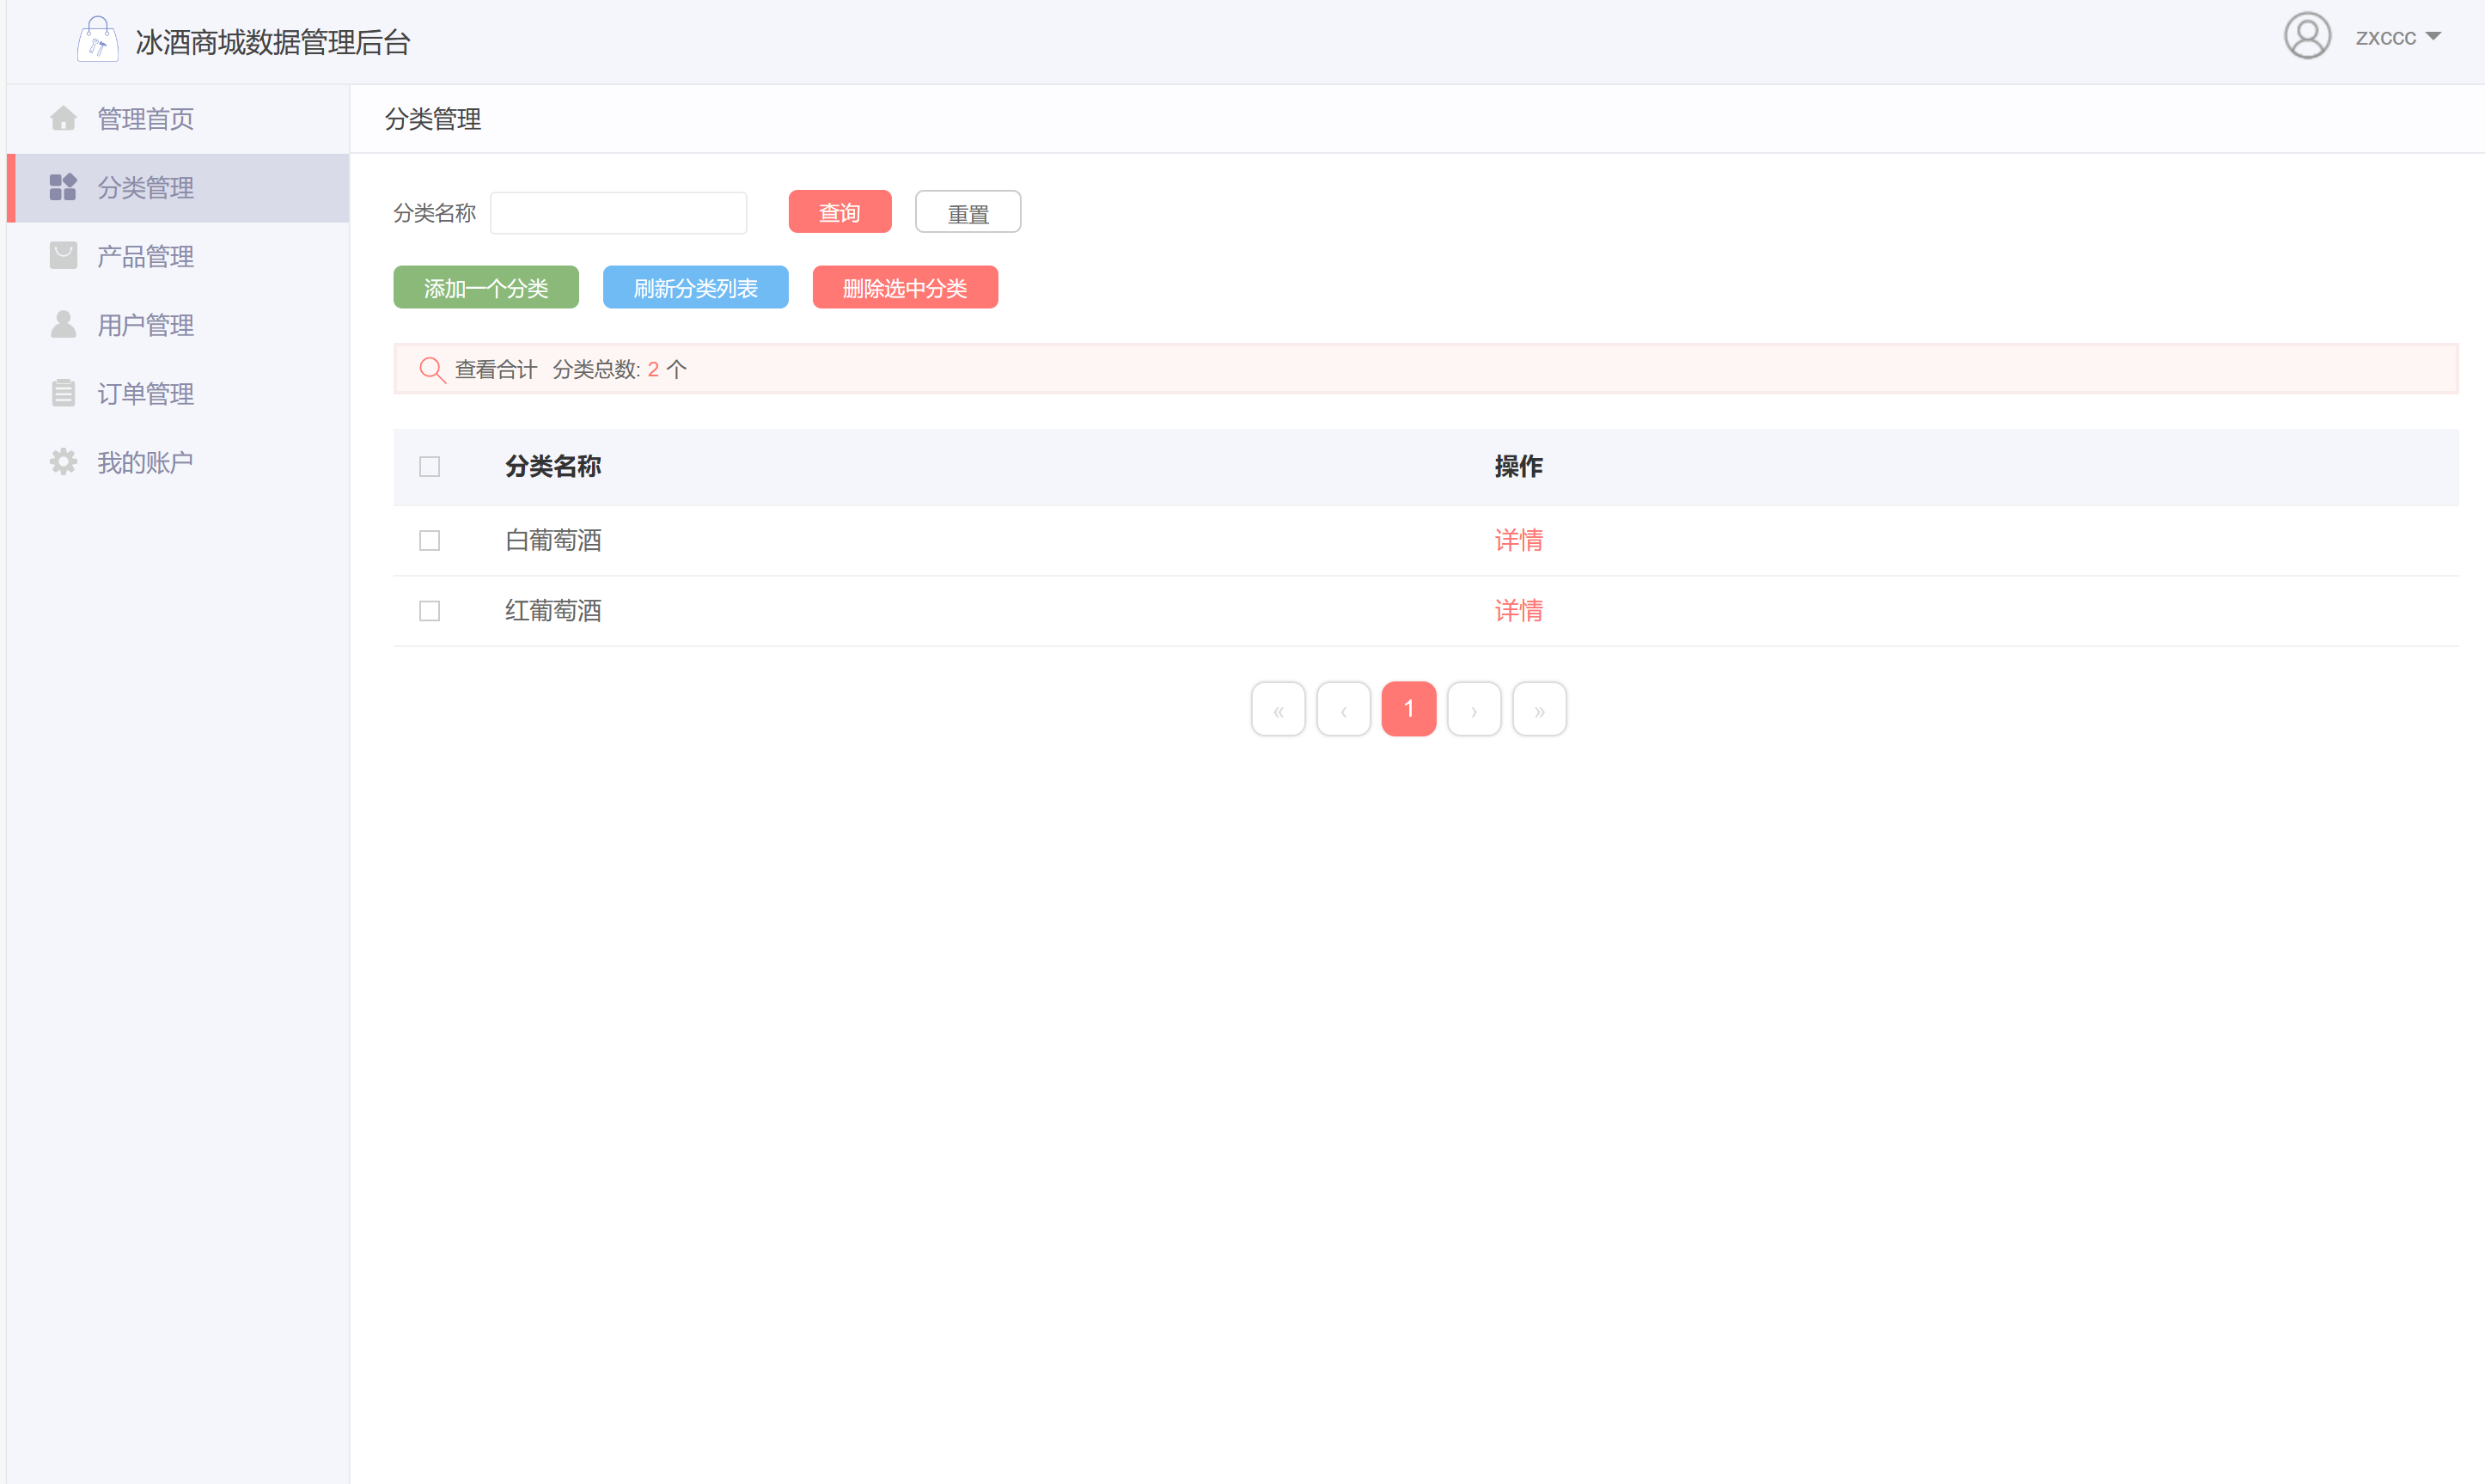 冰酒商城数据管理后台
zxccc
管理首页
分类管理
产品管理
用户管理
订单管理
我的账户
分类管理
分类名称 查询 重置
添加一个分类 刷新分类列表 删除选中分类
查看合计 分类总数: 2 个
分类名称 操作
白葡萄酒 详情
红葡萄酒 详情
« ‹ 1 › »